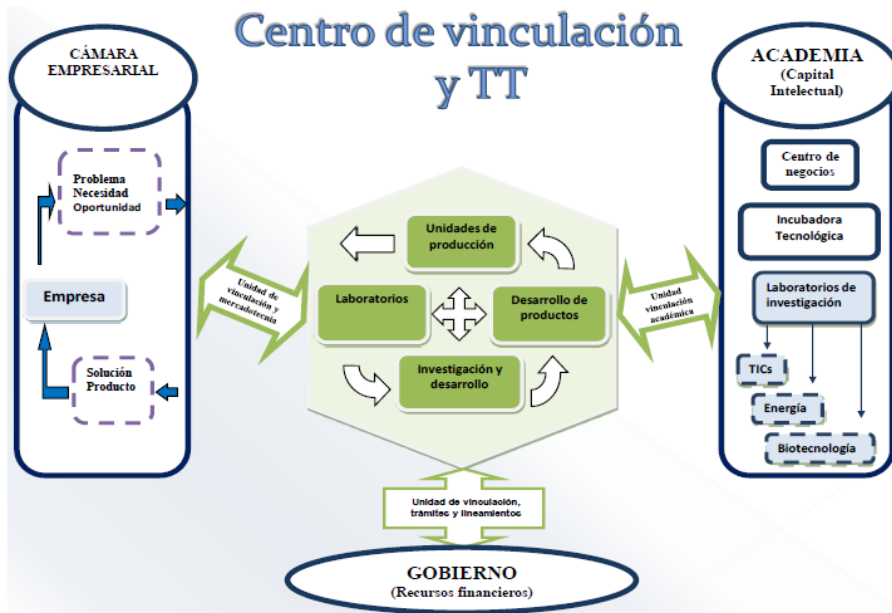 Centro de vinculación
y TT
CÁMARA
EMPRESARIAL
Problema
Necesidad
Oportunidad
Empresa
Solución
Producto
Unidad de
vinculación y
mercadotecnia
Unidades de
producción
Laboratorios
Desarrollo de
productos
Investigación y
desarrollo
Unidad
vinculación
académica
ACADEMIA
(Capital
Intelectual)
Centro de
negocios
Incubadora
Tecnológica
Laboratorios de
investigación
TICs
Energía
Biotecnología
Unidad de vinculación,
trámites y lineamientos
GOBIERNO
(Recursos financieros)